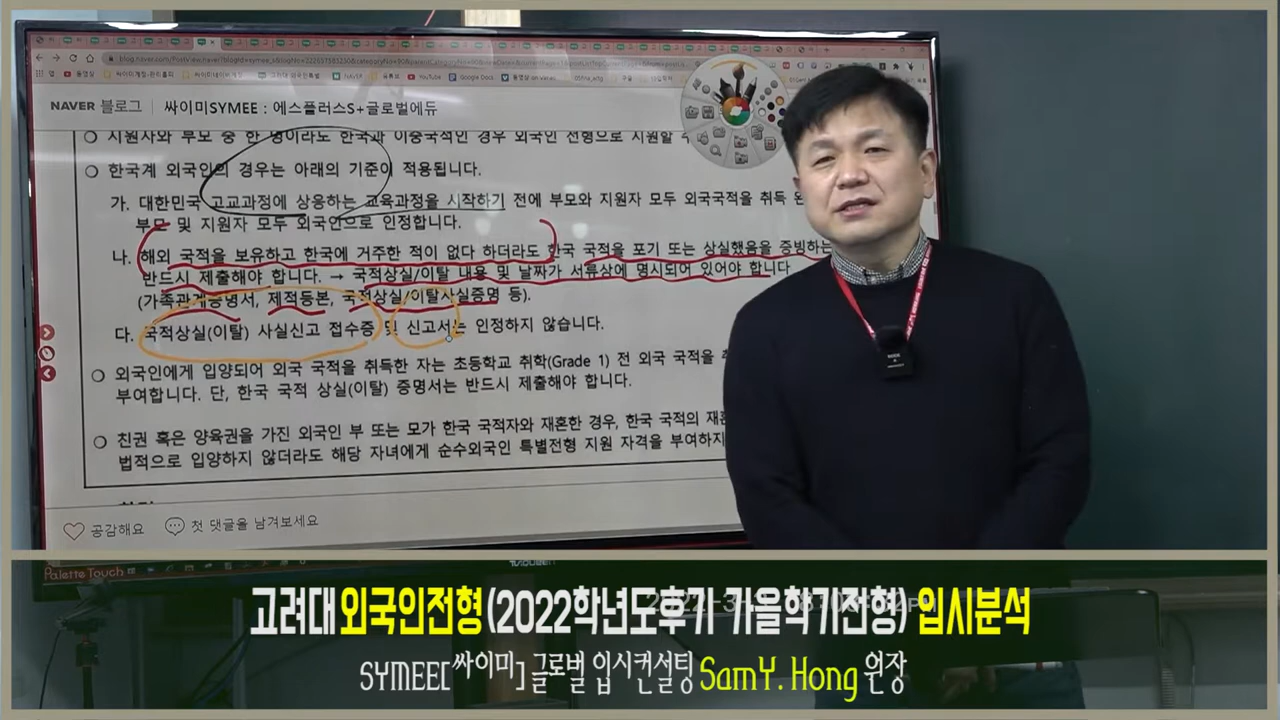 NAVER 블로그 | 싸이미SYMEE : 에스플러스S+글로벌에듀
○ 지원자와 부모 중 한 명이라도 한국과 이중국적인 경우 외국인 전형으로 지원할
○ 한국계 외국인의 경우는 아래의 기준이 적용됩니다.
가. 대한민국 고교과정에 상응하는 교육과정을 시작하기 전에 부모와 지원자 모두 외국국적을 취득
부모 및 지원자 모두 외국인으로 인정합니다.
나. 해외 국적을 보유하고 한국에 거주한 적이 없다 하더라도 한국 국적을 포기 또는 상실했음을 증빙하는
반드시 제출해야 합니다. → 국적상실/이탈 내용 및 날짜가 서류상에 명시되어 있어야 합니다
(가족관계증명서, 제적등본, 국적상실/이탈사실증명 등).
다. 국적상실(이탈) 사실신고 접수증 및 신고서는 인정하지 않습니다.
○ 외국인에게 입양되어 외국 국적을 취득한 자는 초등학교 취학(Grade 1) 전 외국 국적을
부여합니다. 단, 한국 국적 상실(이탈) 증명서는 반드시 제출해야 합니다.
○ 친권 혹은 양육권을 가진 외국인 부 또는 모가 한국 국적자와 재혼한 경우, 한국 국적의
법적으로 입양하지 않더라도 해당 자녀에게 순수외국인 특별전형 지원 자격을 부여하지
공감해요 첫 댓글을 남겨보세요
Palette Touch
고려대 외국인전형 (2022학년도후기 가을학기전형) 입시분석
SYMEE[싸이미] 글로벌 입시컨설팅 Sam Y. Hong 원장